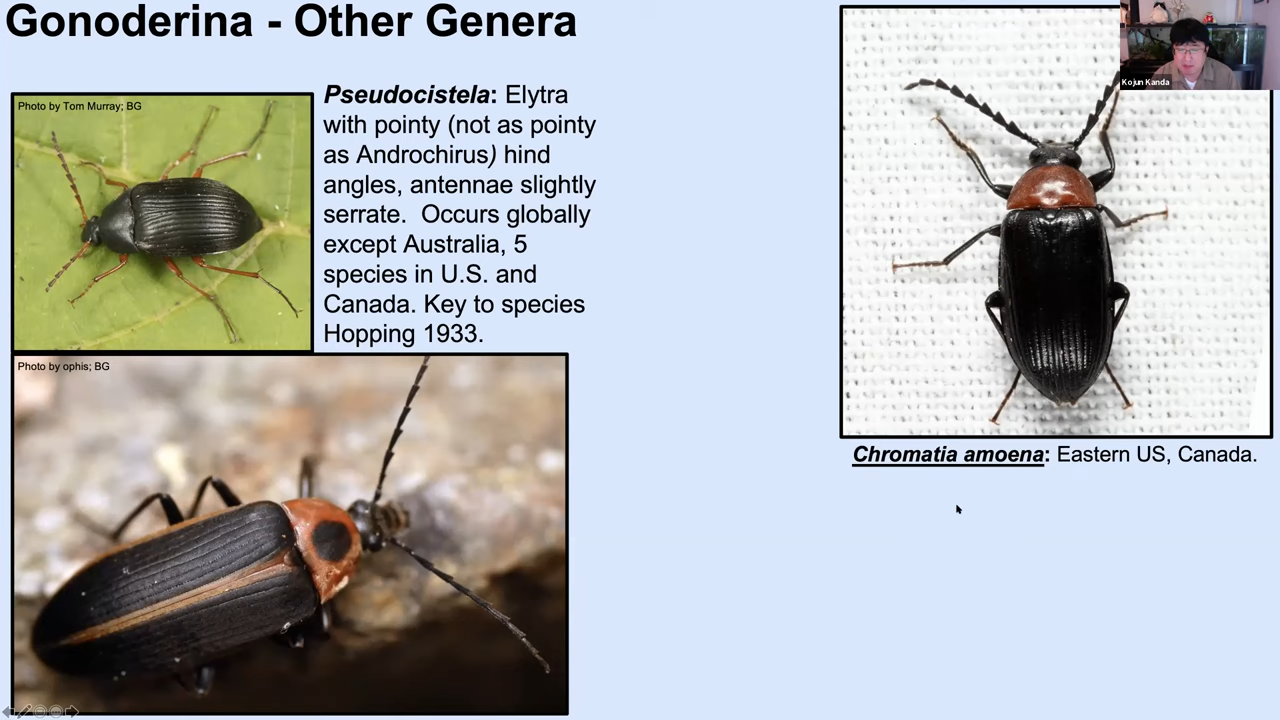 Gonoderina - Other Genera
Photo by Tom Murray; BG
Pseudocistela: Elytra
with pointy (not as pointy
as Androchirus) hind
angles, antennae slightly
serrate.  Occurs globally
except Australia, 5
species in U.S. and
Canada. Key to species
Hopping 1933.
Photo by ophis; BG
Kojun Kanda
Chromatia amoena: Eastern US, Canada.